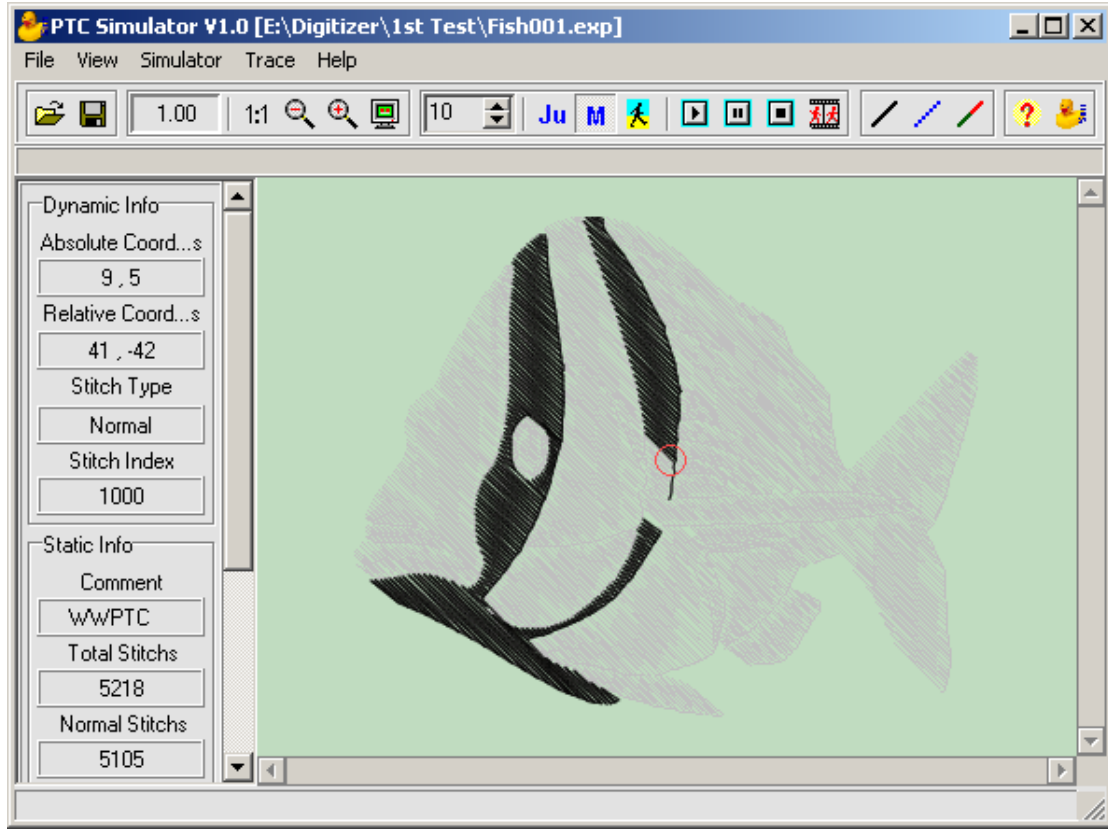 PTC Simulator V1.0 [E:\Digitizer\1st Test\Fish001.exp]
File View Simulator Trace Help
1.00 1:1 10 Ju M ?
Dynamic Info
Absolute Coord...s
9 , 5
Relative Coord...s
41 , -42
Stitch Type
Normal
Stitch Index
1000
Static Info
Comment
WWPTC
Total Stitchs
5218
Normal Stitchs
5105